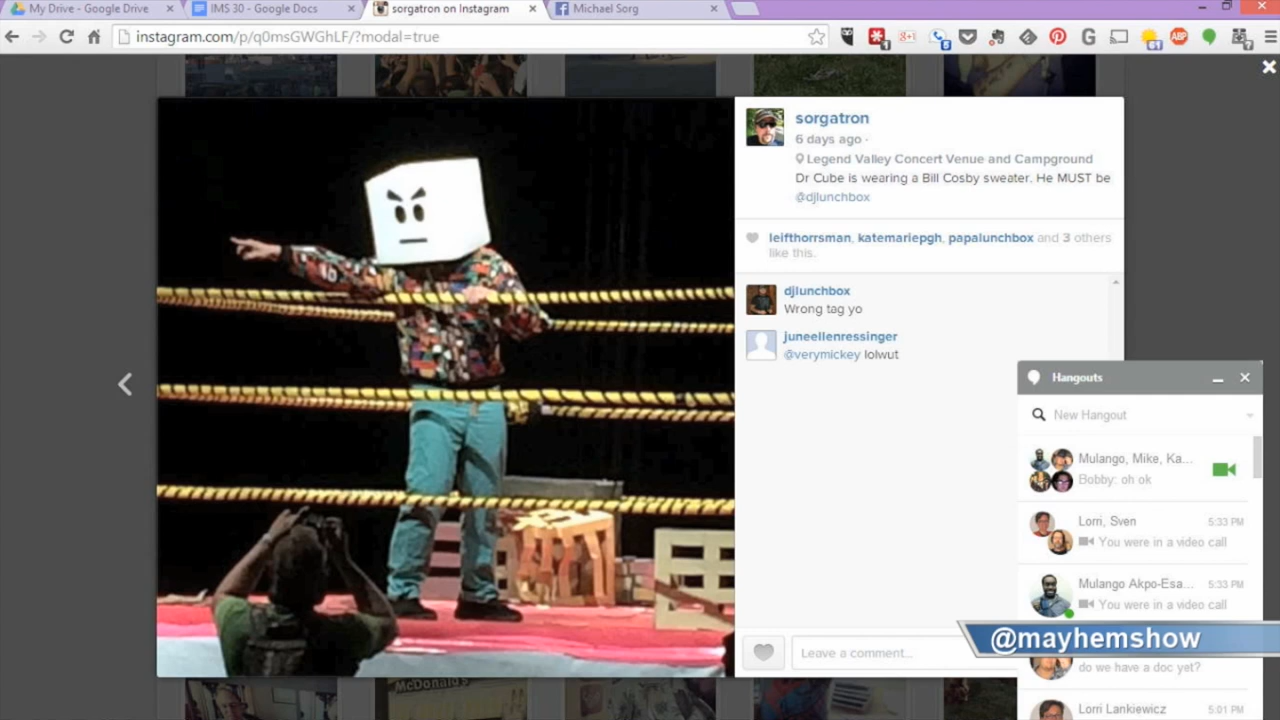 My Drive - Google Drive
IMS 30 - Google Docs
sorgatron on Instagram
Michael Sorg
instagram.com/p/q0msGWGhLF/?modal=true
sorgatron
6 days ago ·
Legend Valley Concert Venue and Campground
Dr Cube is wearing a Bill Cosby sweater. He MUST be
@djlunchbox
leifthorrsman, katemariepgh, papalunchbox and 3 others
like this.
djlunchbox
Wrong tag yo
juneellenressinger
@verymickey lolwut
Leave a comment...
Hangouts
New Hangout
Mulango, Mike, Ka...
Bobby: oh ok
Lorri, Sven 5:33 PM
You were in a video call
Mulango Akpo-Esa... 5:33 PM
You were in a video call
@mayhemshow
do we have a doc yet?
Lorri Lankiewicz 5:01 PM
McDonald's